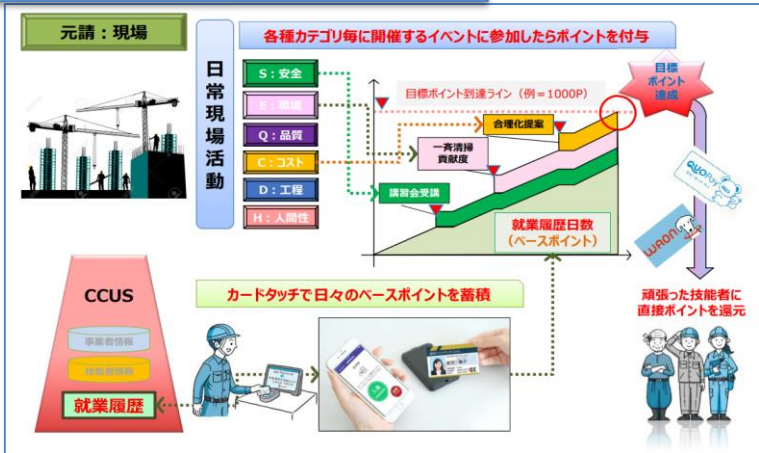 元請：現場
日常現場活動
各種カテゴリ毎に開催するイベントに参加したらポイントを付与
S：安全
E：環境
Q：品質
C：コスト
D：工程
H：人間性
目標ポイント到達ライン（例＝1000P）
合理化提案
一斉清掃
貢献度
講習会受講
就業履歴日数
（ベースポイント）
目標
ポイント
達成
QUO
WAON
頑張った技能者に
直接ポイントを還元
CCUS
事業者情報
技能者情報
就業履歴
カードタッチで日々のベースポイントを蓄積